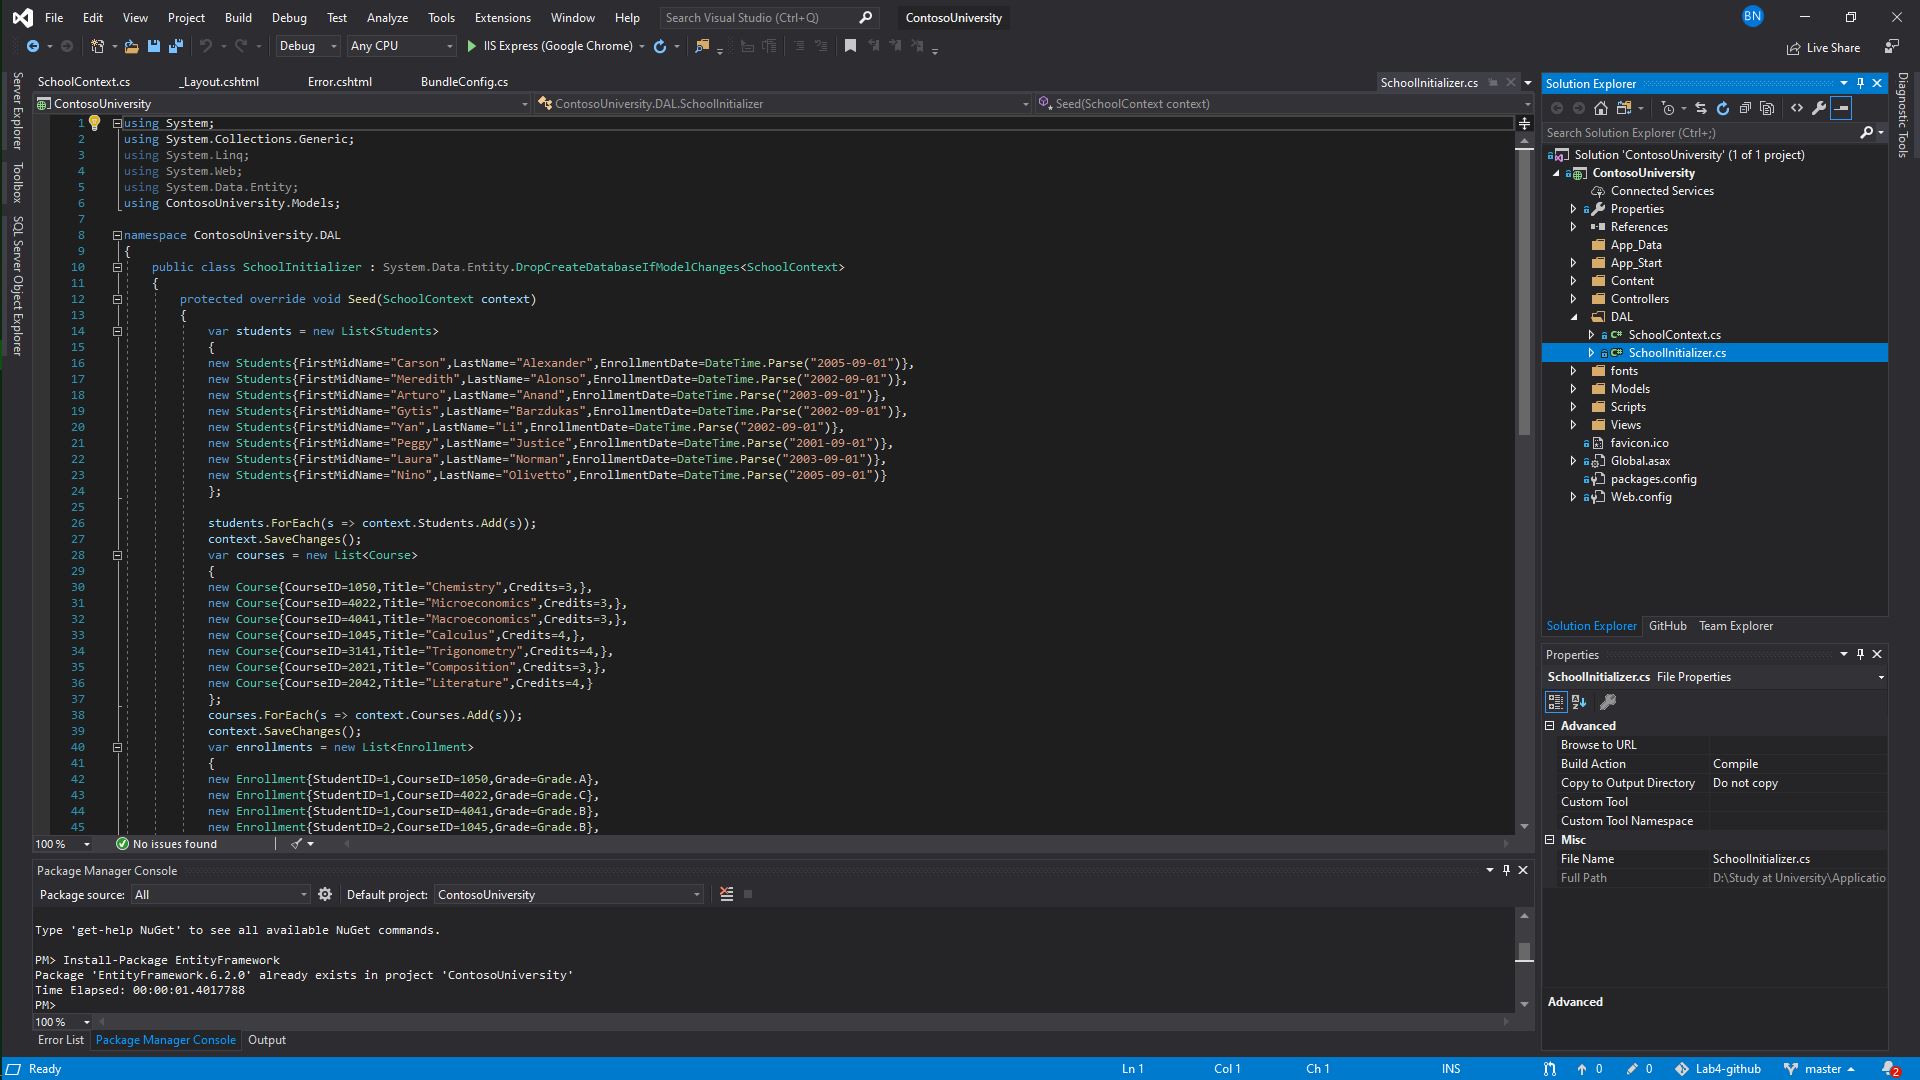 File Edit View Project Build Debug Test Analyze Tools Extensions Window Help Search Visual Studio (Ctrl+Q) ContosoUniversity BN
Debug Any CPU IIS Express (Google Chrome) Live Share
SchoolContext.cs _Layout.cshtml Error.cshtml BundleConfig.cs SchoolInitializer.cs
ContosoUniversity ContosoUniversity.DAL.SchoolInitializer Seed(SchoolContext context)
Server Explorer
Toolbox
SQL Server Object Explorer
1 using System;
2 using System.Collections.Generic;
3 using System.Linq;
4 using System.Web;
5 using System.Data.Entity;
6 using ContosoUniversity.Models;
7
8 namespace ContosoUniversity.DAL
9 {
10 public class SchoolInitializer : System.Data.Entity.DropCreateDatabaseIfModelChanges<SchoolContext>
11 {
12 protected override void Seed(SchoolContext context)
13 {
14 var students = new List<Students>
15 {
16 new Students{FirstMidName="Carson",LastName="Alexander",EnrollmentDate=DateTime.Parse("2005-09-01")},
17 new Students{FirstMidName="Meredith",LastName="Alonso",EnrollmentDate=DateTime.Parse("2002-09-01")},
18 new Students{FirstMidName="Arturo",LastName="Anand",EnrollmentDate=DateTime.Parse("2003-09-01")},
19 new Students{FirstMidName="Gytis",LastName="Barzdukas",EnrollmentDate=DateTime.Parse("2002-09-01")},
20 new Students{FirstMidName="Yan",LastName="Li",EnrollmentDate=DateTime.Parse("2002-09-01")},
21 new Students{FirstMidName="Peggy",LastName="Justice",EnrollmentDate=DateTime.Parse("2001-09-01")},
22 new Students{FirstMidName="Laura",LastName="Norman",EnrollmentDate=DateTime.Parse("2003-09-01")},
23 new Students{FirstMidName="Nino",LastName="Olivetto",EnrollmentDate=DateTime.Parse("2005-09-01")}
24 };
25
26 students.ForEach(s => context.Students.Add(s));
27 context.SaveChanges();
28 var courses = new List<Course>
29 {
30 new Course{CourseID=1050,Title="Chemistry",Credits=3,},
31 new Course{CourseID=4022,Title="Microeconomics",Credits=3,},
32 new Course{CourseID=4041,Title="Macroeconomics",Credits=3,},
33 new Course{CourseID=1045,Title="Calculus",Credits=4,},
34 new Course{CourseID=3141,Title="Trigonometry",Credits=4,},
35 new Course{CourseID=2021,Title="Composition",Credits=3,},
36 new Course{CourseID=2042,Title="Literature",Credits=4,}
37 };
38 courses.ForEach(s => context.Courses.Add(s));
39 context.SaveChanges();
40 var enrollments = new List<Enrollment>
41 {
42 new Enrollment{StudentID=1,CourseID=1050,Grade=Grade.A},
43 new Enrollment{StudentID=1,CourseID=4022,Grade=Grade.C},
44 new Enrollment{StudentID=1,CourseID=4041,Grade=Grade.B},
45 new Enrollment{StudentID=2,CourseID=1045,Grade=Grade.B},
100 % No issues found
Package Manager Console
Package source: All Default project: ContosoUniversity
Type 'get-help NuGet' to see all available NuGet commands.
PM> Install-Package EntityFramework
Package 'EntityFramework.6.2.0' already exists in project 'ContosoUniversity'
Time Elapsed: 00:00:01.4017788
PM>
100 %
Error List Package Manager Console Output
Solution Explorer
Search Solution Explorer (Ctrl+;)
Solution 'ContosoUniversity' (1 of 1 project)
ContosoUniversity
Connected Services
Properties
References
App_Data
App_Start
Content
Controllers
DAL
SchoolContext.cs
SchoolInitializer.cs
fonts
Models
Scripts
Views
favicon.ico
Global.asax
packages.config
Web.config
Solution Explorer GitHub Team Explorer
Properties
SchoolInitializer.cs File Properties
Advanced
Browse to URL
Build Action Compile
Copy to Output Directory Do not copy
Custom Tool
Custom Tool Namespace
Misc
File Name SchoolInitializer.cs
Full Path D:\Study at University\Applicatio
Advanced
Diagnostic Tools
Ready Ln 1 Col 1 Ch 1 INS 0 0 Lab4-github master 2